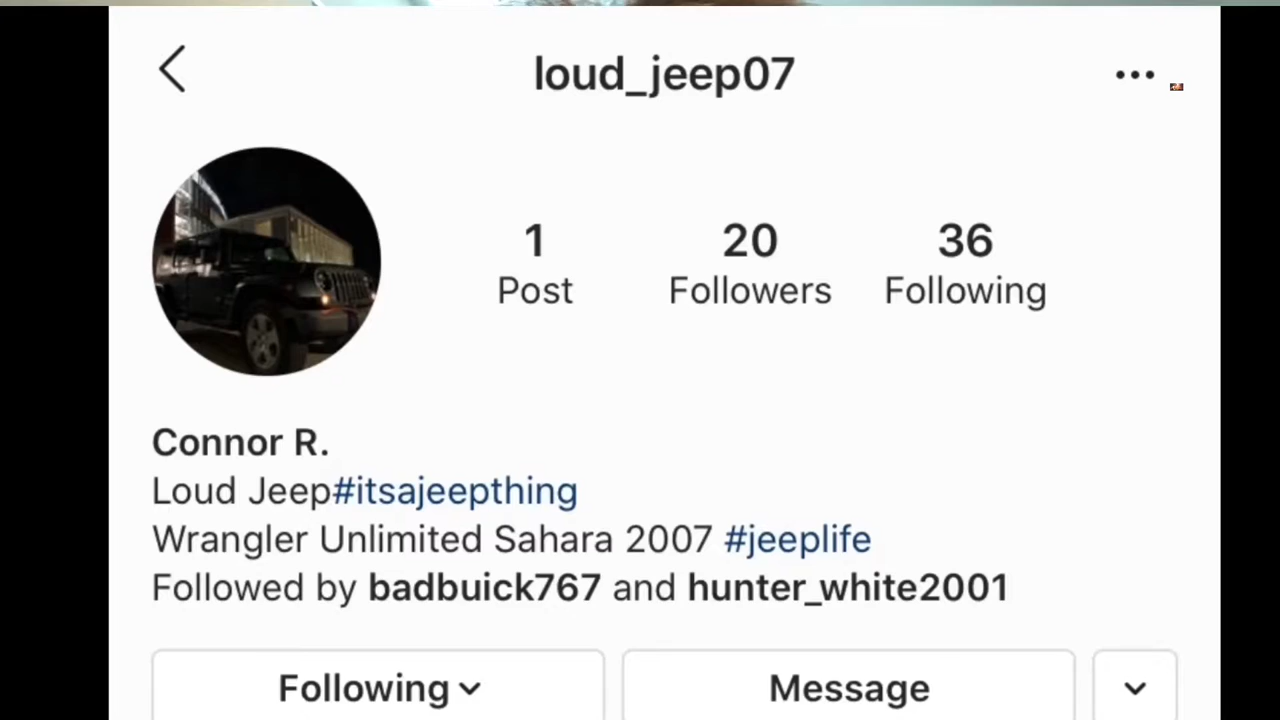 loud_jeep07
1 20 36
Post Followers Following
Connor R.
Loud Jeep#itsajeepthing
Wrangler Unlimited Sahara 2007 #jeeplife
Followed by badbuick767 and hunter_white2001
Following Message